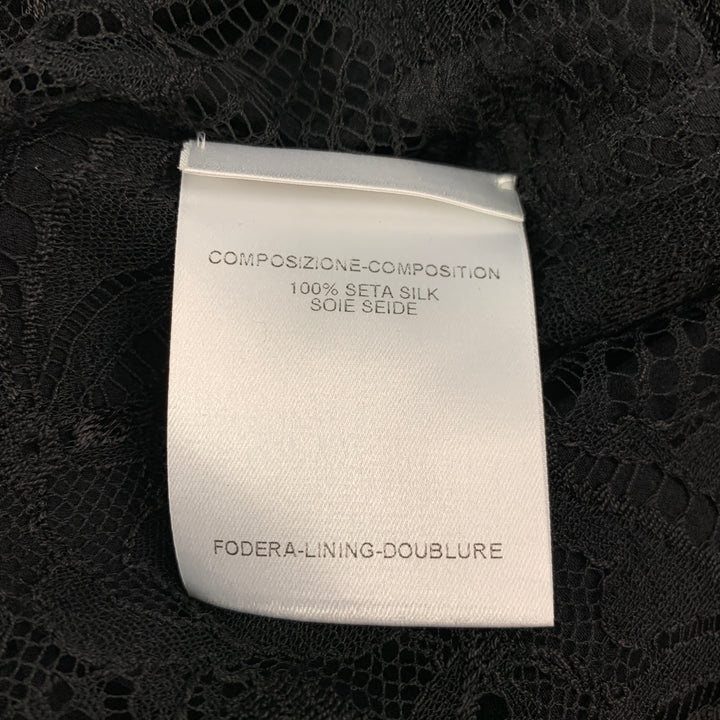 COMPOSIZIONE-COMPOSITION
100% SETA SILK
SOIE SEIDE
FODERA-LINING-DOUBLURE